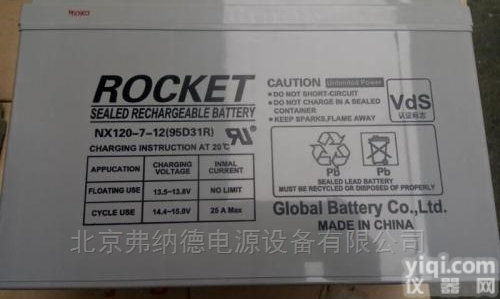 950903
ROCKET
SEALED RECHARGEABLE BATTERY
NX120-7-12(95D31R)
CHARGING INSTRUCTION AT 20℃
APPLICATION CHARGING VOLTAGE INMAL CURRENT
FLOATING USE 13.5-13.8V NO LIMIT
CYCLE USE 14.4-15.0V 25 A Max
CAUTION Unlimited Power
● DO NOT SHORT-CIRCUIT
● DO NOT CHARGE IN A SEALED
CONTAINER
● KEEP SPARKS,FLAME AWAY
VdS
认证标志
Pb Pb
SEALED LEAD BATTERY
MUST BE RECYCLED OR DISPOSED OF PROPERLY
Global Battery Co.,Ltd.
MADE IN CHINA
北京弗纳德电源设备有限公司
yiqi.com
仪器网